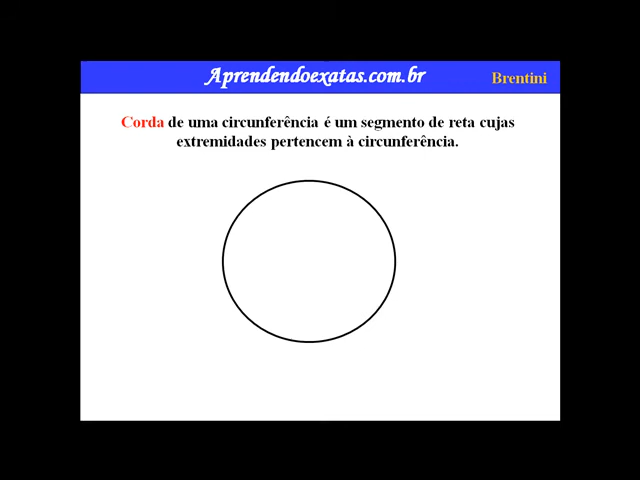 Aprendendoexatas.com.br
Brentini
Corda de uma circunferência é um segmento de reta cujas
extremidades pertencem à circunferência.